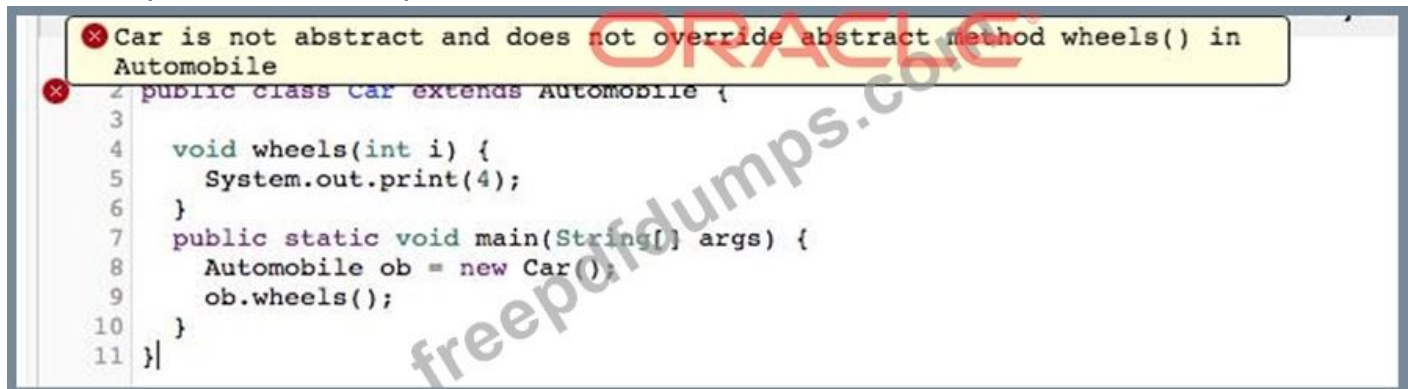 Car is not abstract and does not override abstract method wheels() in
Automobile
ORACLE®
2 public class Car extends Automobile {
3
4 void wheels(int i) {
5 System.out.print(4);
6 }
7 public static void main(String[] args) {
8 Automobile ob = new Car();
9 ob.wheels();
10 }
11 }
freepdfdumps.com